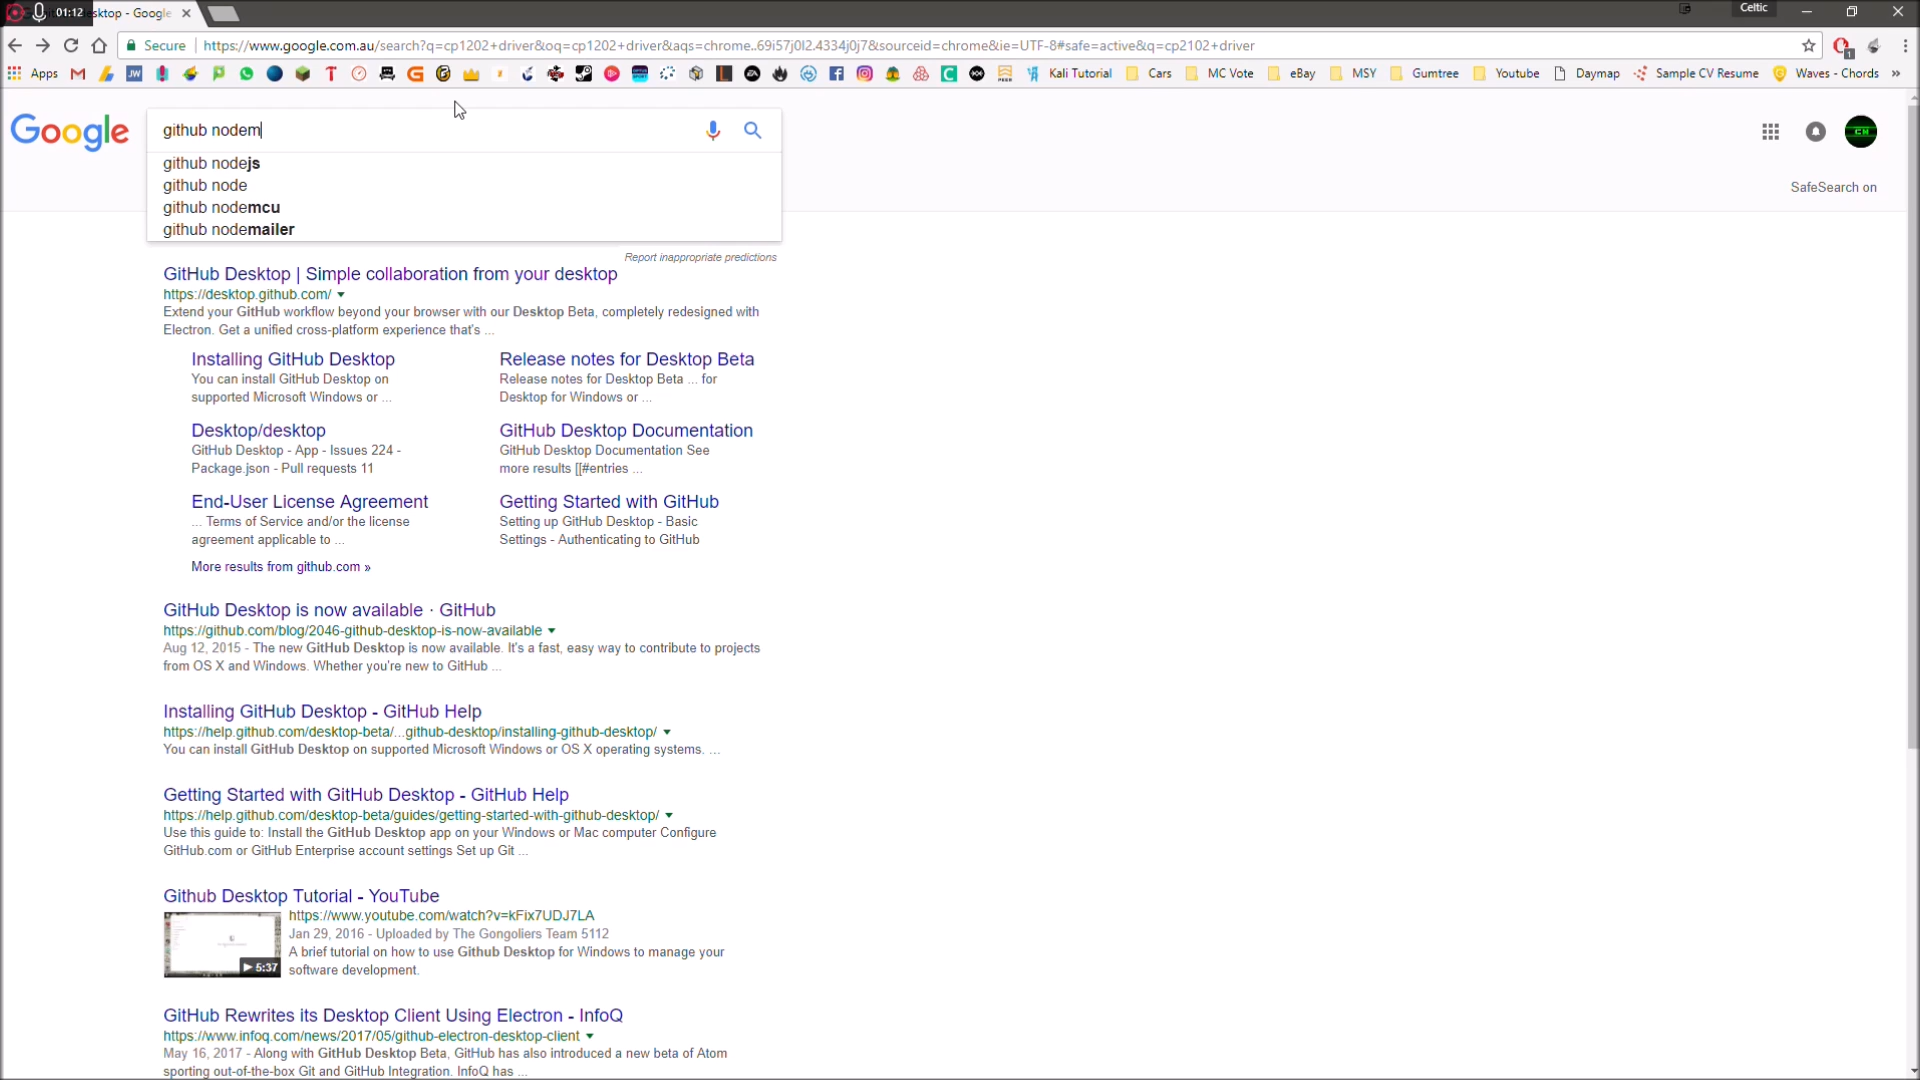 01:12
sktop - Google
Celtic
Secure
https://www.google.com.au/search?q=cp1202+driver&oq=cp1202+driver&aqs=chrome..69i57j0l2.4334j0j7&sourceid=chrome&ie=UTF-8#safe=active&q=cp2102+driver
Apps
Kali Tutorial
Cars
MC Vote
eBay
MSY
Gumtree
Youtube
Daymap
Sample CV Resume
Waves - Chords
»
Google
github nodem
SafeSearch on
github nodejs
github node
github nodemcu
github nodemailer
Report inappropriate predictions
GitHub Desktop | Simple collaboration from your desktop
https://desktop.github.com/
Extend your GitHub workflow beyond your browser with our Desktop Beta, completely redesigned with
Electron. Get a unified cross-platform experience that's ...
Installing GitHub Desktop
You can install GitHub Desktop on
supported Microsoft Windows or ...
Release notes for Desktop Beta
Release notes for Desktop Beta ... for
Desktop for Windows or ...
Desktop/desktop
GitHub Desktop - App - Issues 224 -
Package.json - Pull requests 11
GitHub Desktop Documentation
GitHub Desktop Documentation See
more results [[#entries ...
End-User License Agreement
... Terms of Service and/or the license
agreement applicable to ...
Getting Started with GitHub
Setting up GitHub Desktop - Basic
Settings - Authenticating to GitHub
More results from github.com »
GitHub Desktop is now available · GitHub
https://github.com/blog/2046-github-desktop-is-now-available
Aug 12, 2015 - The new GitHub Desktop is now available. It's a fast, easy way to contribute to projects
from OS X and Windows. Whether you're new to GitHub ...
Installing GitHub Desktop - GitHub Help
https://help.github.com/desktop-beta/...github-desktop/installing-github-desktop/
You can install GitHub Desktop on supported Microsoft Windows or OS X operating systems. ...
Getting Started with GitHub Desktop - GitHub Help
https://help.github.com/desktop-beta/guides/getting-started-with-github-desktop/
Use this guide to: Install the GitHub Desktop app on your Windows or Mac computer Configure
GitHub.com or GitHub Enterprise account settings Set up Git ...
Github Desktop Tutorial - YouTube
https://www.youtube.com/watch?v=kFix7UDJ7LA
Jan 29, 2016 - Uploaded by The Gongoliers Team 5112
A brief tutorial on how to use Github Desktop for Windows to manage your
software development.
5:37
GitHub Rewrites its Desktop Client Using Electron - InfoQ
https://www.infoq.com/news/2017/05/github-electron-desktop-client
May 16, 2017 - Along with GitHub Desktop Beta, GitHub has also introduced a new beta of Atom
sporting out-of-the-box Git and GitHub Integration. InfoQ has ...